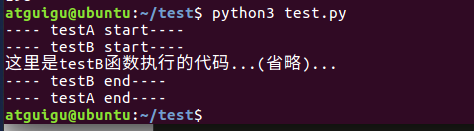 atguigu@ubuntu:~/test$ python3 test.py
---- testA start----
---- testB start----
这里是testB函数执行的代码...(省略)...
---- testB end----
---- testA end----
atguigu@ubuntu:~/test$